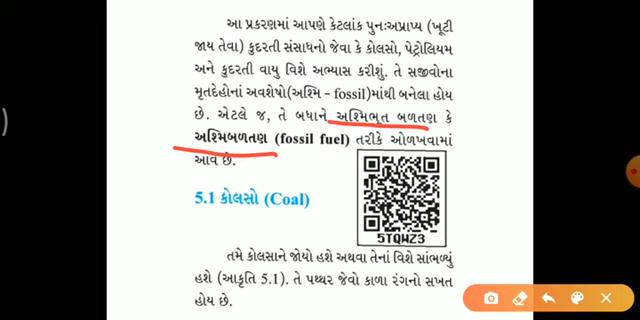 આ પ્રકરણમાં આપણે કેટલાંક પુનઃઅપ્રાપ્ય (ખૂટી
જાય તેવા) કુદરતી સંસાધનો જેવા કે કોલસો, પેટ્રોલિયમ
અને કુદરતી વાયુ વિશે અભ્યાસ કરીશું. તે સજીવોના
મૃતદેહોનાં અવશેષો (અશ્મિ – fossil)માંથી બનેલા હોય
છે. એટલે જ, તે બધાને અશ્મિભૂત બળતણ કે
અશ્મિબળતણ (fossil fuel) તરીકે ઓળખવામાં
આવે છે.
5.1 કોલસો (Coal)
5TQWZ3
તમે કોલસાને જોયો હશે અથવા તેનાં વિશે સાંભળ્યું
હશે (આકૃતિ 5.1). તે પથ્થર જેવો કાળા રંગનો સખત
હોય છે.